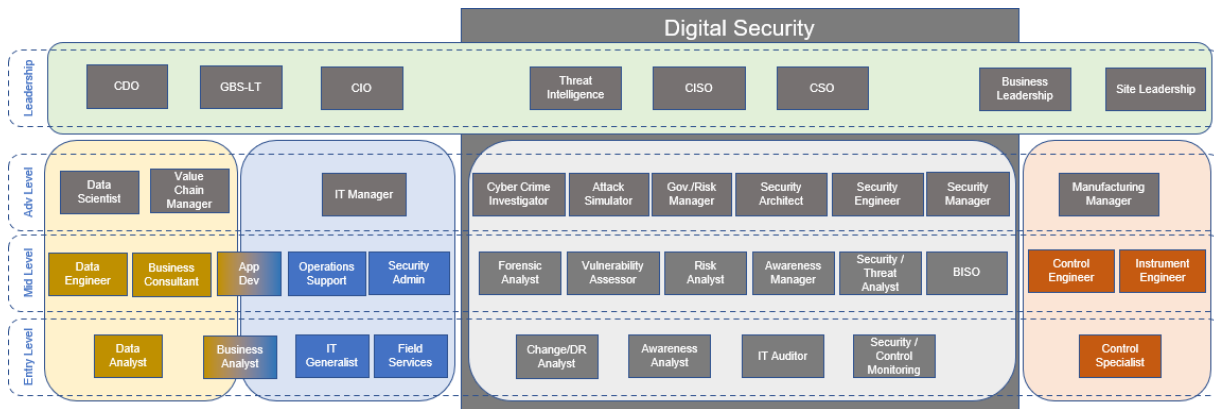 Digital Security
Leadership
CDO
GBS-LT
CIO
Threat
Intelligence
CISO
CSO
Business
Leadership
Site Leadership
Adv Level
Data
Scientist
Value
Chain
Manager
IT Manager
Cyber Crime
Investigator
Attack
Simulator
Gov./Risk
Manager
Security
Architect
Security
Engineer
Security
Manager
Manufacturing
Manager
Mid Level
Data
Engineer
Business
Consultant
App
Dev
Operations
Support
Security
Admin
Forensic
Analyst
Vulnerability
Assessor
Risk
Analyst
Awareness
Manager
Security /
Threat
Analyst
BISO
Control
Engineer
Instrument
Engineer
Entry Level
Data
Analyst
Business
Analyst
IT
Generalist
Field
Services
Change/DR
Analyst
Awareness
Analyst
IT Auditor
Security /
Control
Monitoring
Control
Specialist